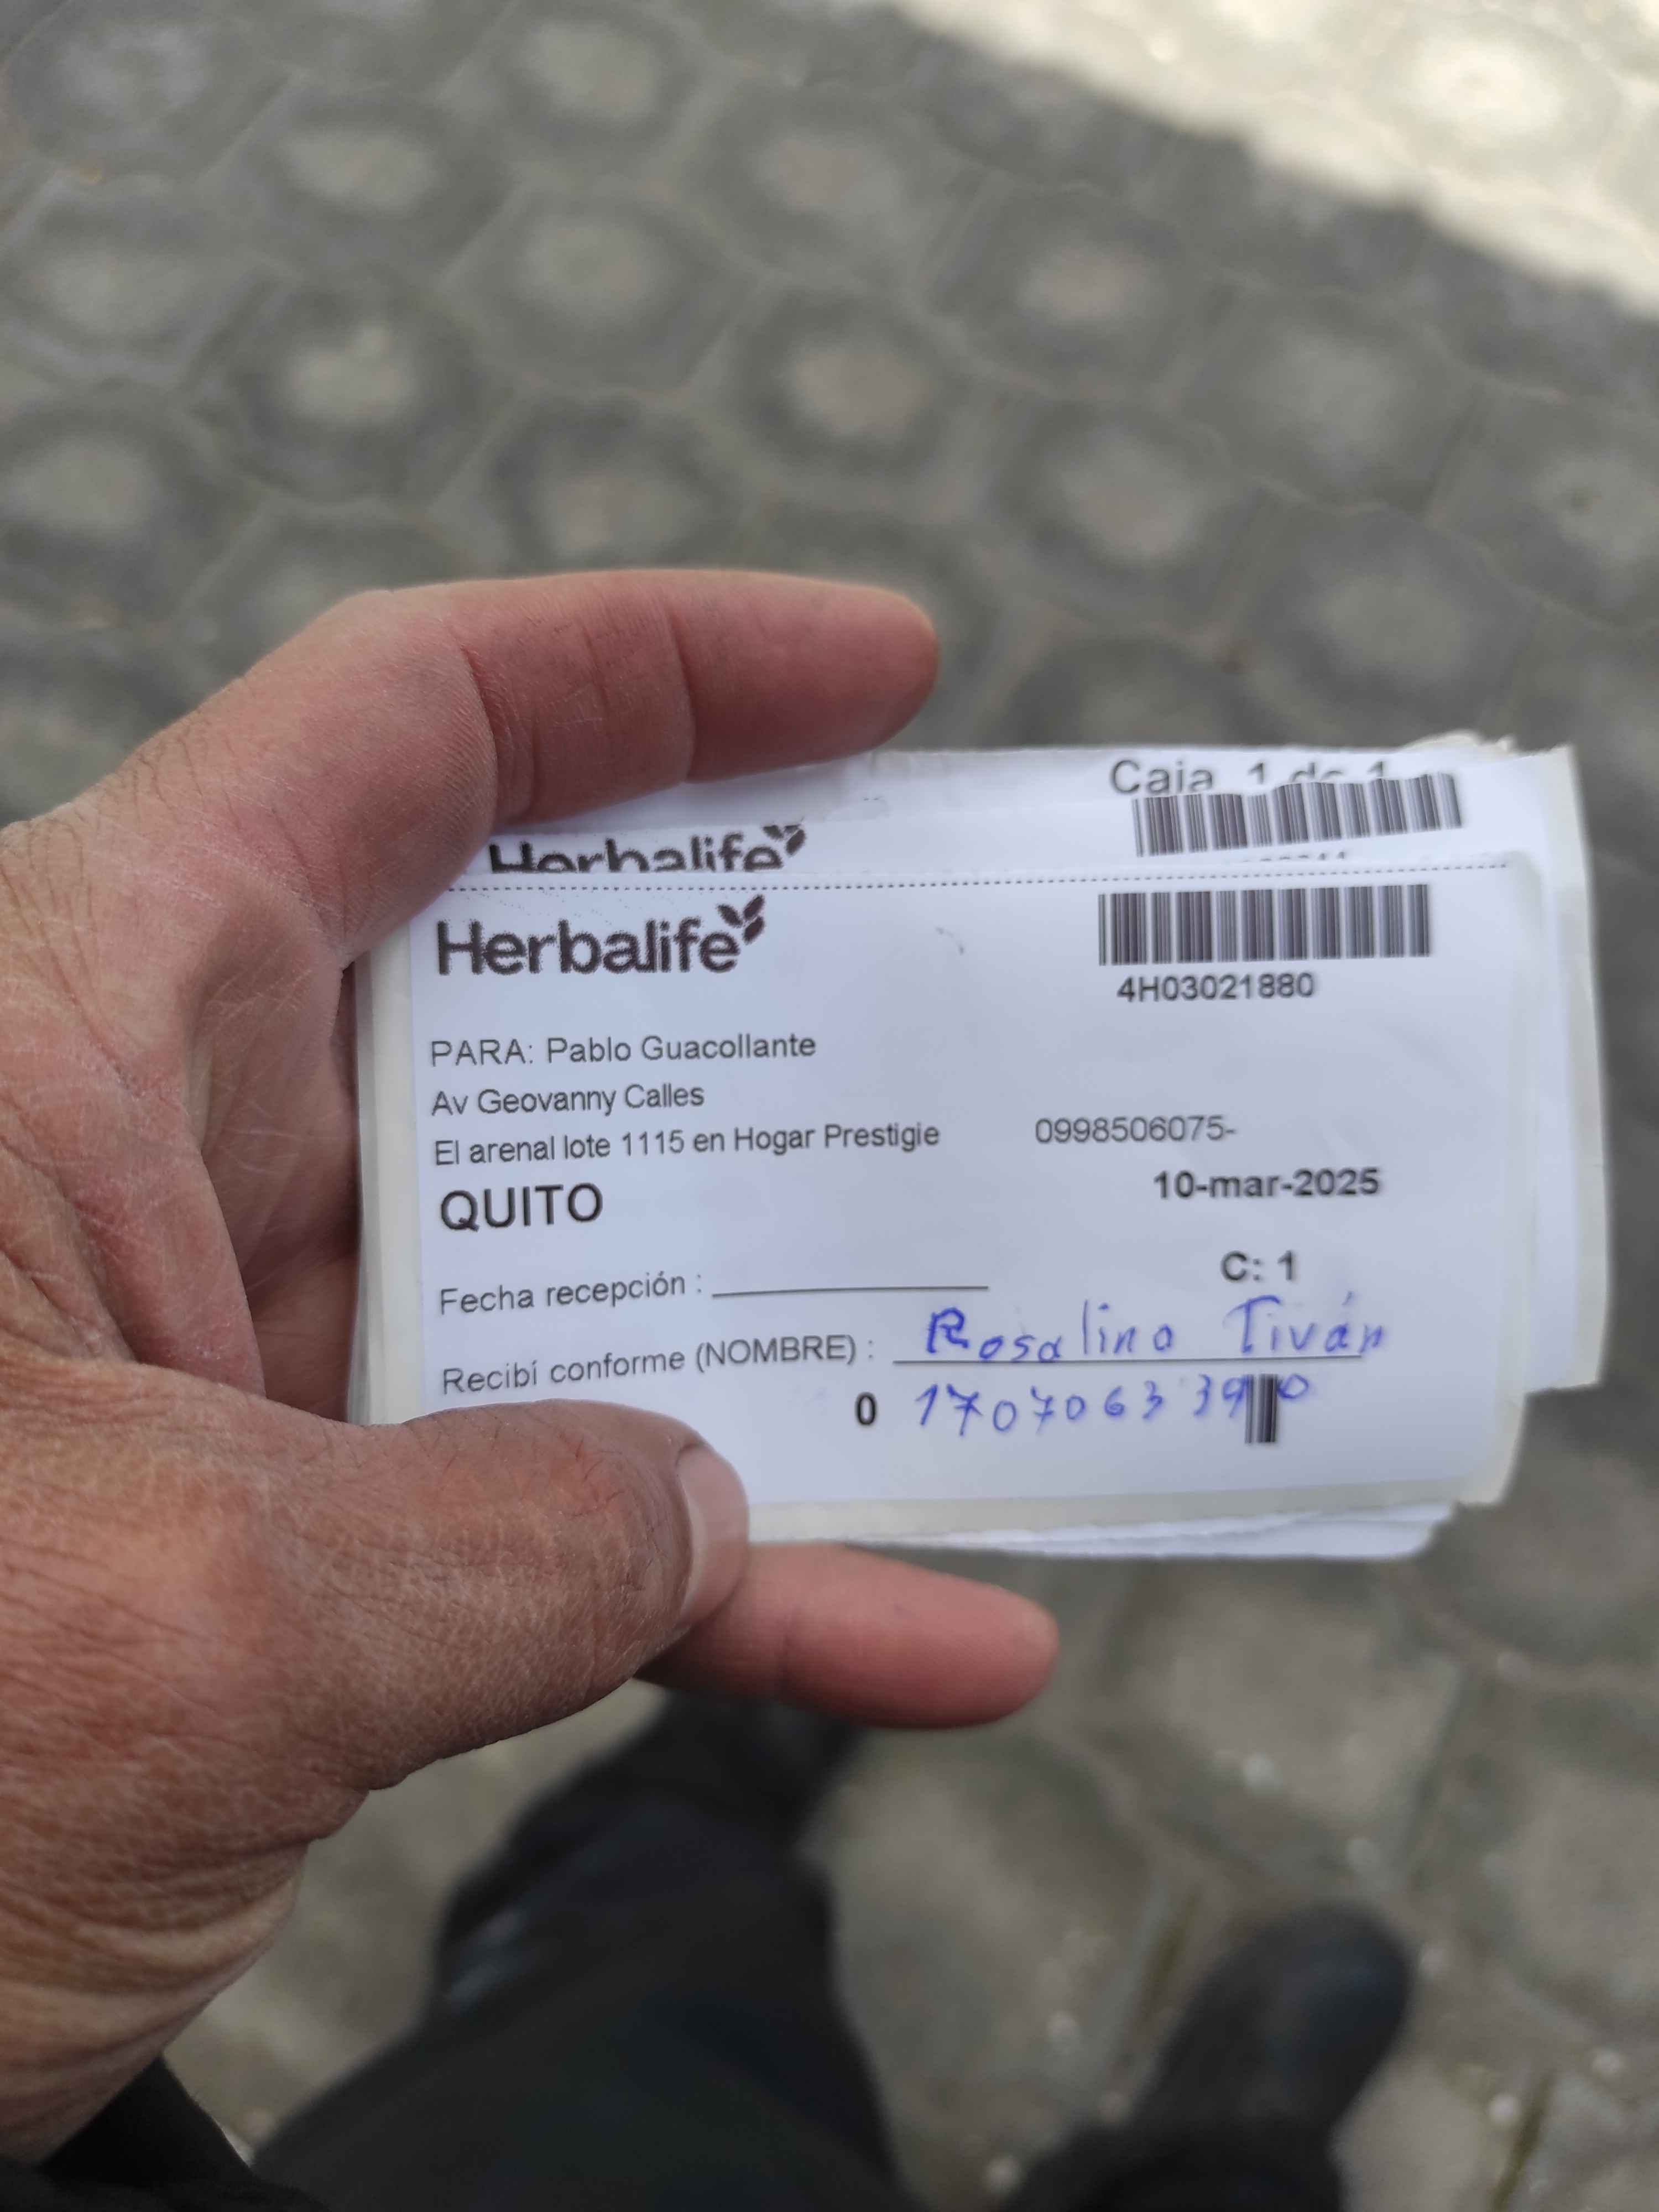 Caja 1 de 1
Herbalife
Herbalife
4H03021880
PARA: Pablo Guacollante
Av Geovanny Calles
El arenal lote 1115 en Hogar Prestigie 0998506075-
QUITO 10-mar-2025
C: 1
Fecha recepción :
Recibí conforme (NOMBRE) : Rosalino Tiván
0